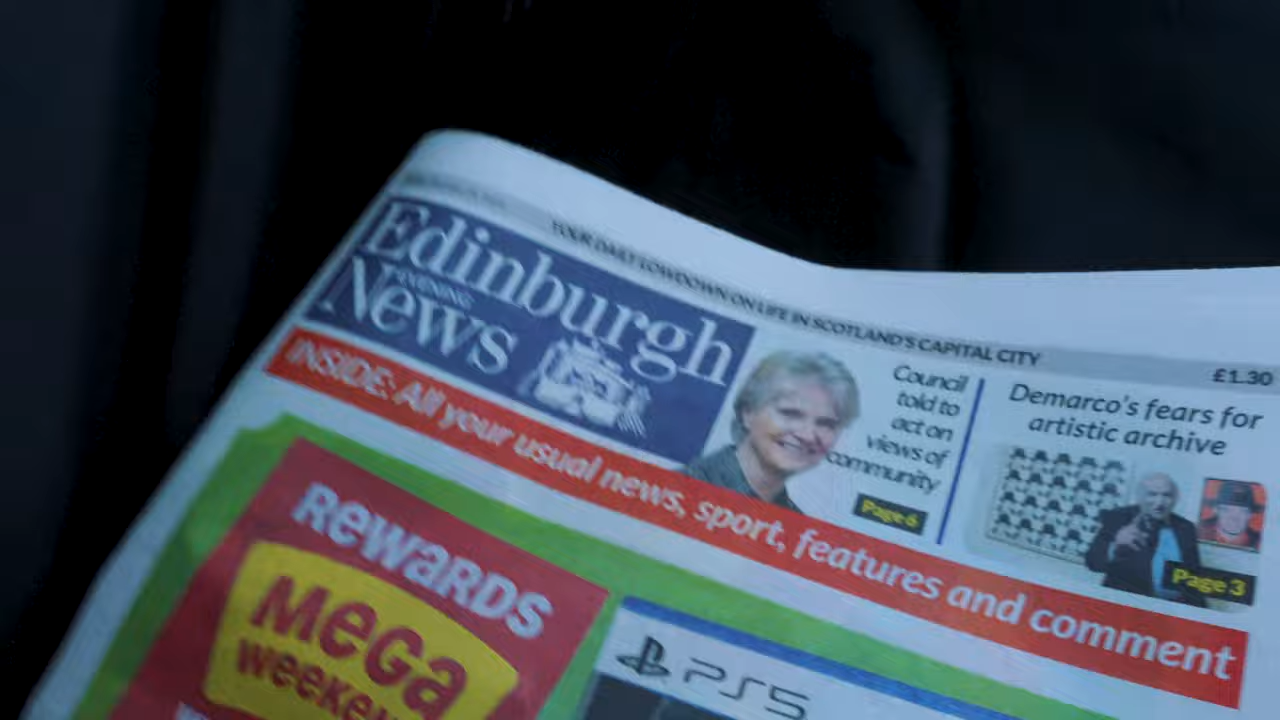 YOUR DAILY LOWDOWN ON LIFE IN SCOTLAND'S CAPITAL CITY
£1.30
Edinburgh
EVENING
News
Council
told to
act on
views of
community
Page 6
Demarco's fears for
artistic archive
Page 3
INSIDE: All your usual news, sport, features and comment
Rewards
Mega
weeke
PS5